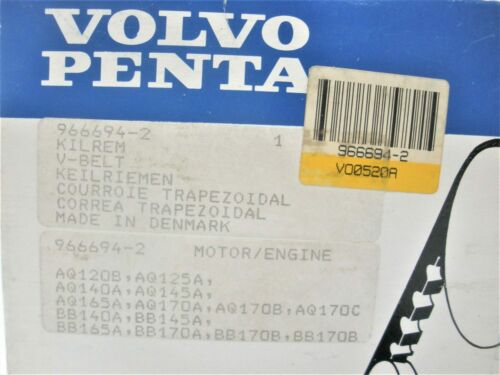 VOLVO
PENTA
966694-2
VO0520A
966694-2 1
KILREM
V-BELT
KEILRIEMEN
COURROIE TRAPEZOIDAL
CORREA TRAPEZOIDAL
MADE IN DENMARK
966694-2 MOTOR/ENGINE
AQ120B,AQ125A,
AQ140A,AQ145A,
AQ165A,AQ170A,AQ170B,AQ170C
BB140A,BB145A,
BB165A,BB170A,BB170B,BB170B